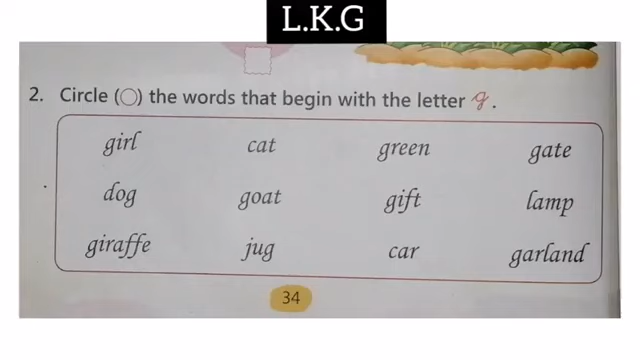 L.K.G
2. Circle (○) the words that begin with the letter g.
girl cat green gate
dog goat gift lamp
giraffe jug car garland
34